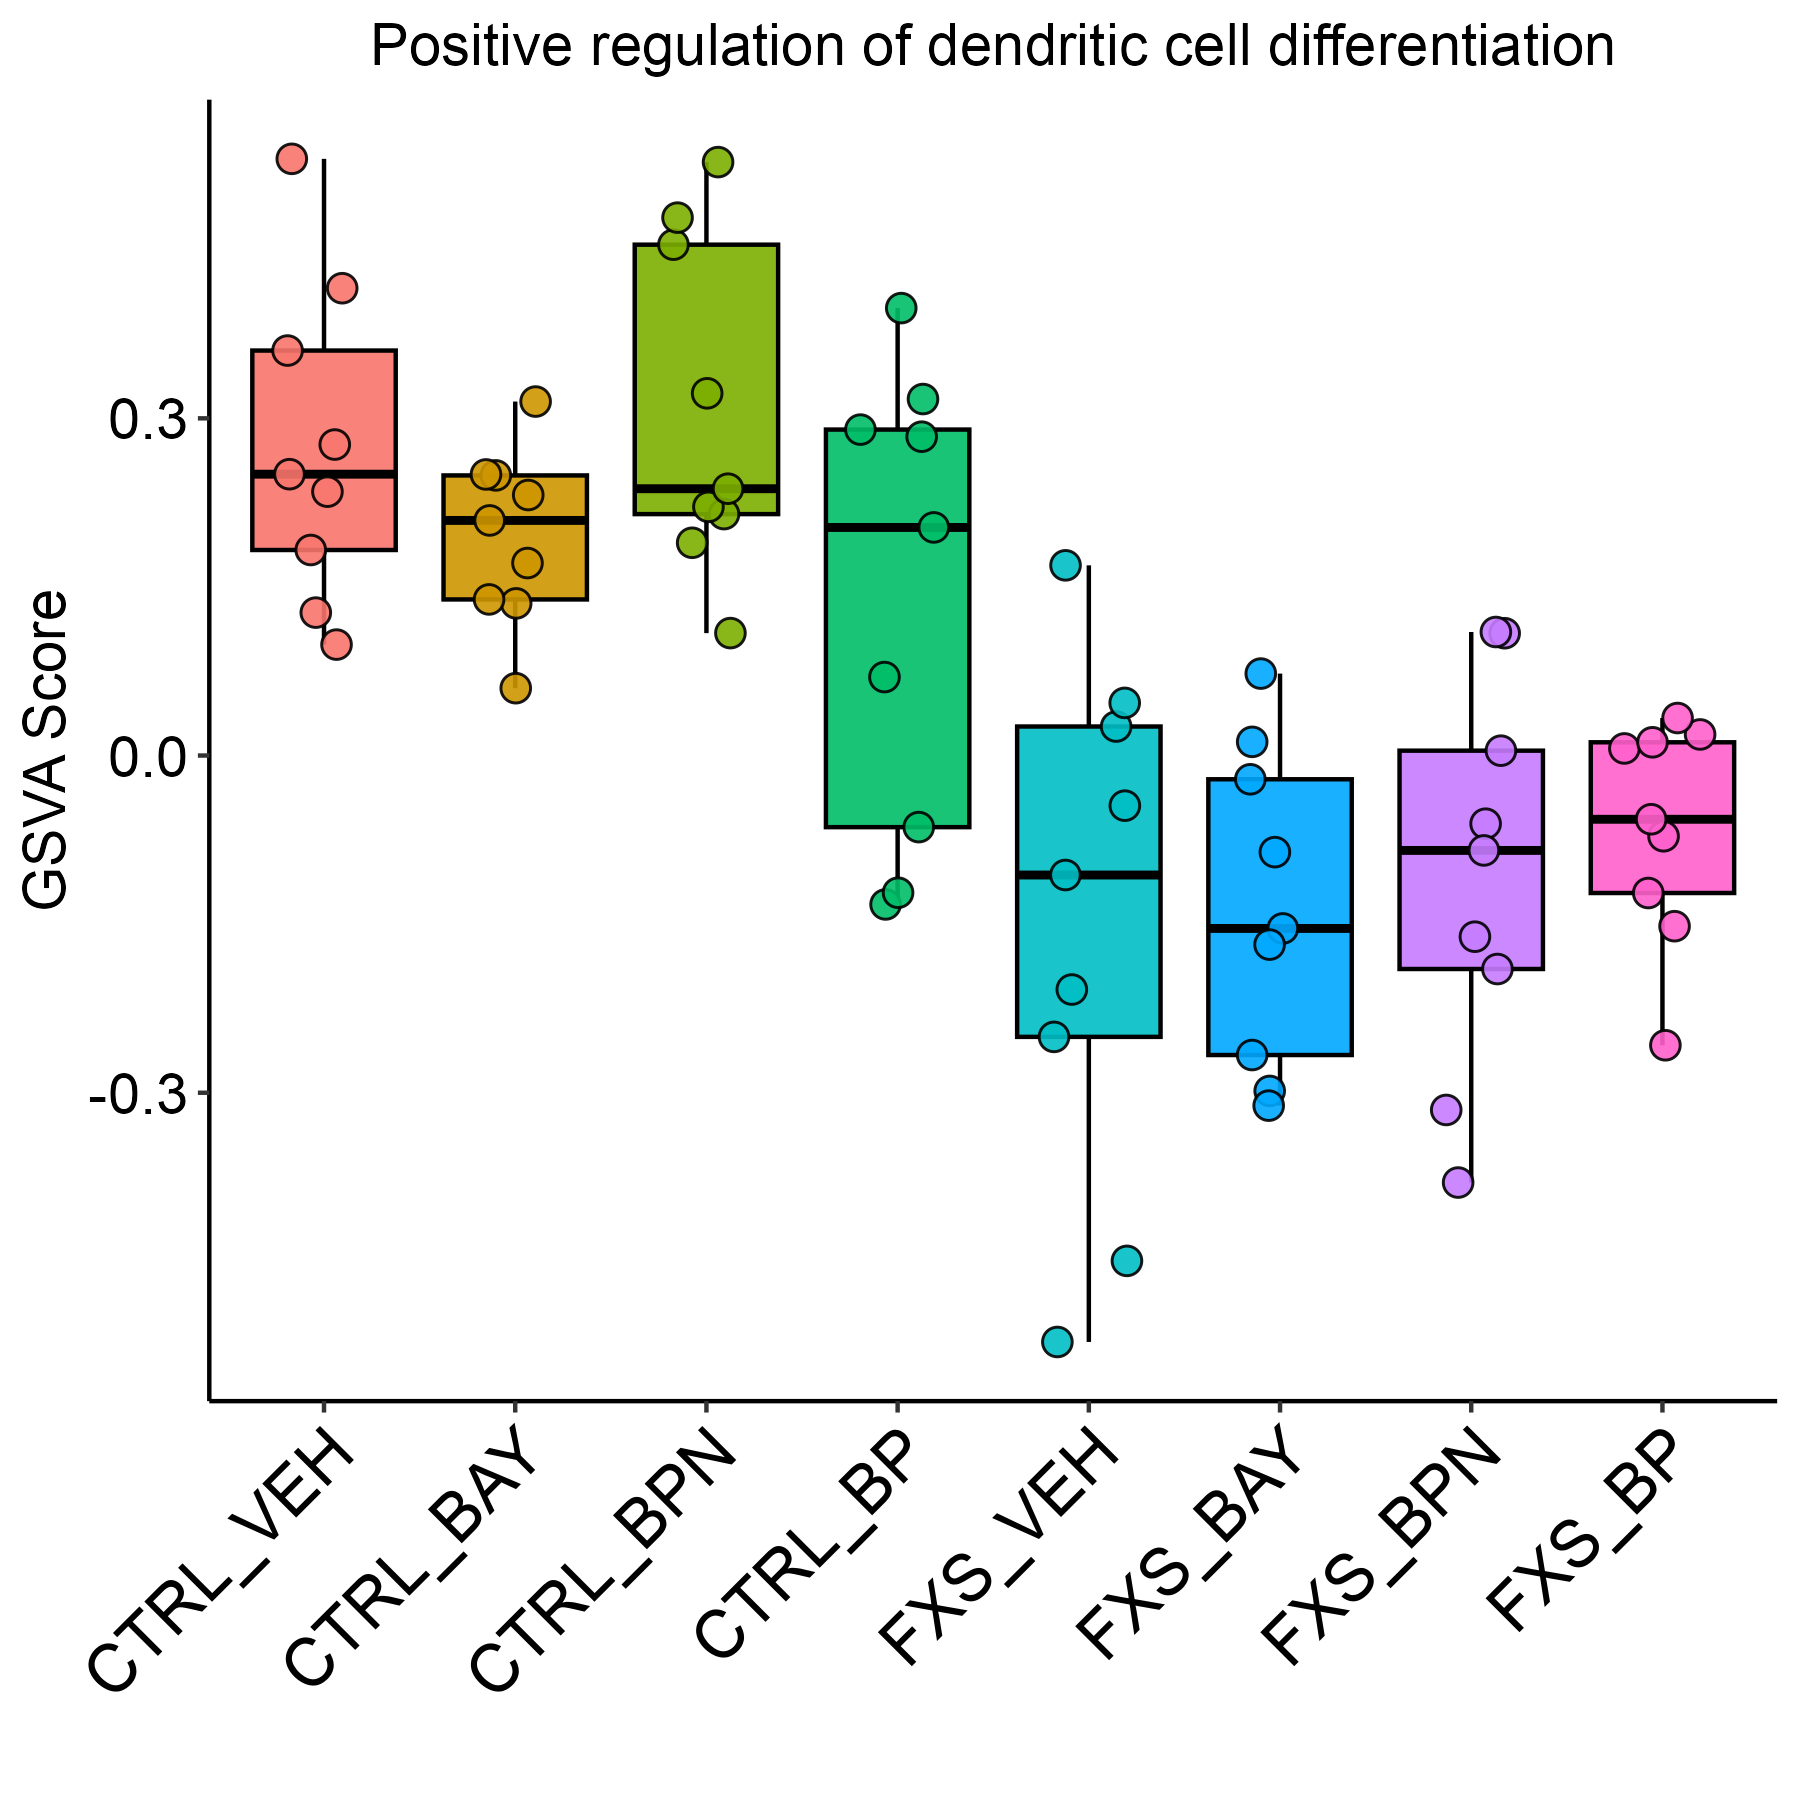 Positive regulation of dendritic cell differentiation
GSVA Score
0.3
0.0
-0.3
CTRL_VEH
CTRL_BAY
CTRL_BPN
CTRL_BP
FXS_VEH
FXS_BAY
FXS_BPN
FXS_BP